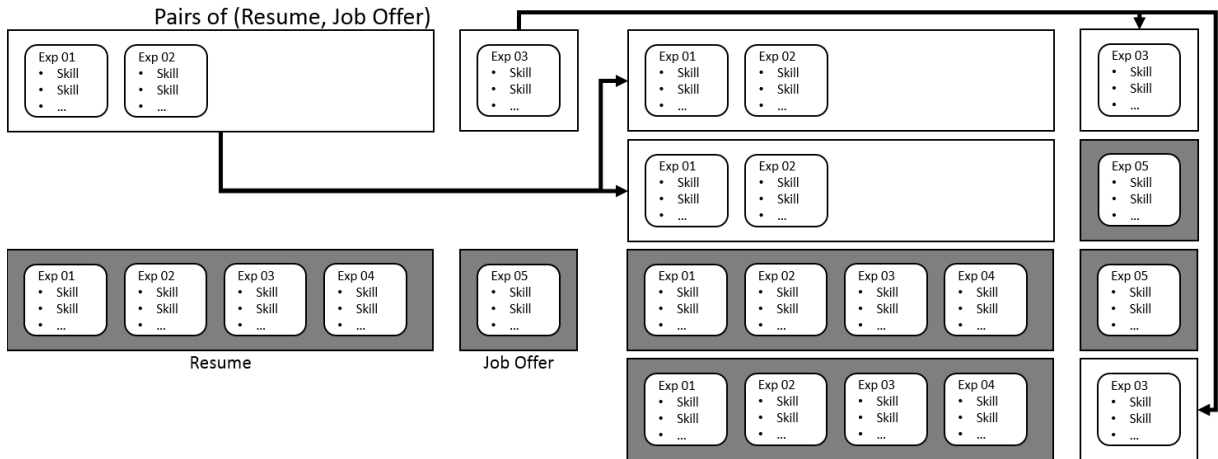 Pairs of (Resume, Job Offer)
Exp 01
• Skill
• Skill
• ...
Exp 02
• Skill
• Skill
• ...
Exp 03
• Skill
• Skill
• ...
Exp 01
• Skill
• Skill
• ...
Exp 02
• Skill
• Skill
• ...
Exp 03
• Skill
• Skill
• ...
Exp 01
• Skill
• Skill
• ...
Exp 02
• Skill
• Skill
• ...
Exp 05
• Skill
• Skill
• ...
Exp 01
• Skill
• Skill
• ...
Exp 02
• Skill
• Skill
• ...
Exp 03
• Skill
• Skill
• ...
Exp 04
• Skill
• Skill
• ...
Exp 05
• Skill
• Skill
• ...
Exp 01
• Skill
• Skill
• ...
Exp 02
• Skill
• Skill
• ...
Exp 03
• Skill
• Skill
• ...
Exp 04
• Skill
• Skill
• ...
Exp 05
• Skill
• Skill
• ...
Resume
Job Offer
Exp 01
• Skill
• Skill
• ...
Exp 02
• Skill
• Skill
• ...
Exp 03
• Skill
• Skill
• ...
Exp 04
• Skill
• Skill
• ...
Exp 03
• Skill
• Skill
• ...